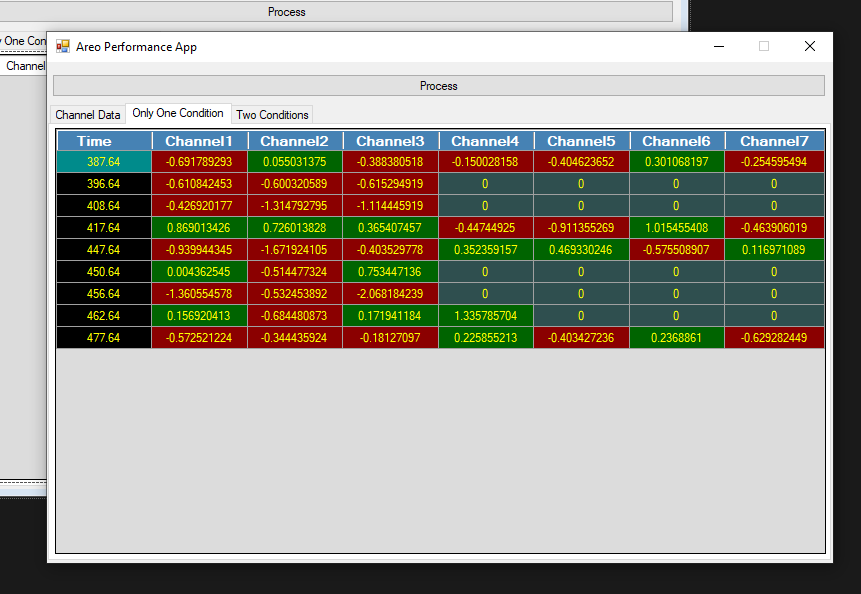 Process
y One Con
Channel
Areo Performance App
Process
Channel Data Only One Condition Two Conditions
Time Channel1 Channel2 Channel3 Channel4 Channel5 Channel6 Channel7
387.64 -0.691789293 0.055031375 -0.388380518 -0.150028158 -0.404623652 0.301068197 -0.254595494
396.64 -0.610842453 -0.600320589 -0.615294919 0 0 0 0
408.64 -0.426920177 -1.314792795 -1.114445919 0 0 0 0
417.64 0.869013426 0.726013828 0.365407457 -0.44744925 -0.911355269 1.015455408 -0.463906019
447.64 -0.939944345 -1.671924105 -0.403529778 0.352359157 0.469330246 -0.575508907 0.116971089
450.64 0.004362545 -0.514477324 0.753447136 0 0 0 0
456.64 -1.360554578 -0.532453892 -2.068184239 0 0 0 0
462.64 0.156920413 -0.684480873 0.171941184 1.335785704 0 0 0
477.64 -0.572521224 -0.344435924 -0.18127097 0.225855213 -0.403427236 0.2368861 -0.629282449